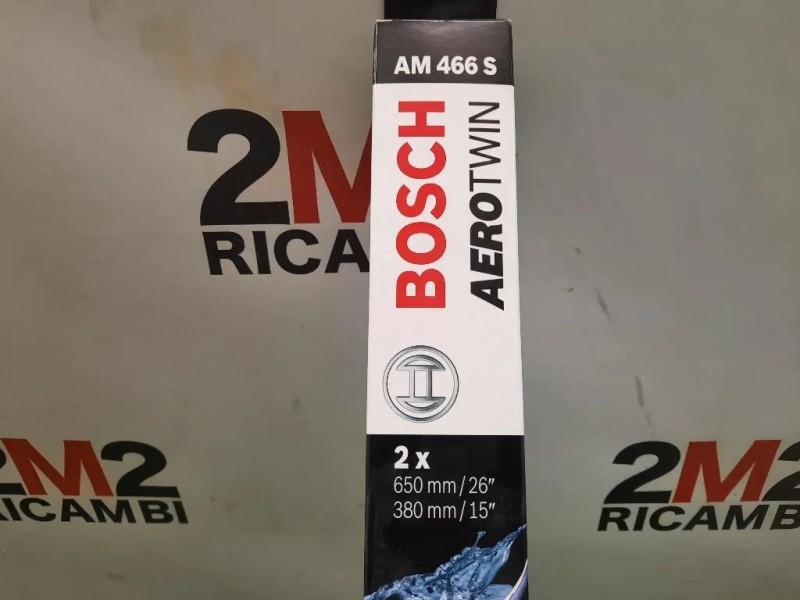 AM 466 S
BOSCH
AEROTWIN
2 x
650 mm/26"
380 mm/15"
2M
RICA
2M2
RICAMBI
2M2
RICAMBI